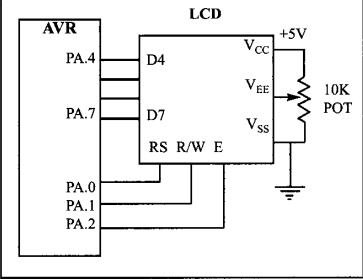 LCD
AVR
+5V
VCC
PA.4 D4
VEE
10K
POT
PA.7 D7
VSS
RS R/W E
PA.0
PA.1
PA.2